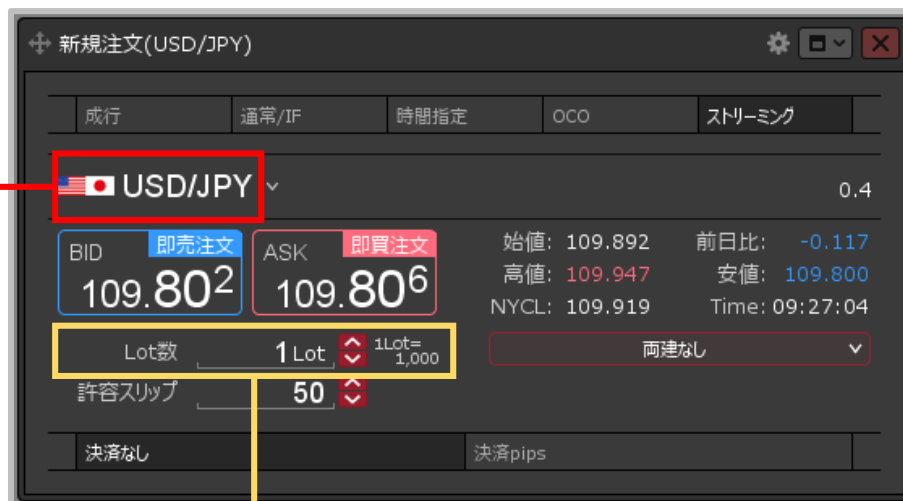 新規注文(USD/JPY)
成行 通常/IF 時間指定 OCO ストリーミング
USD/JPY 0.4
BID 即売注文 ASK 即買注文 始値: 109.892 前日比: -0.117
109.802 109.806 高値: 109.947 安値: 109.800
NYCL: 109.919 Time: 09:27:04
Lot数 1 Lot 1Lot= 1,000 両建なし
許容スリップ 50
決済なし 決済pips